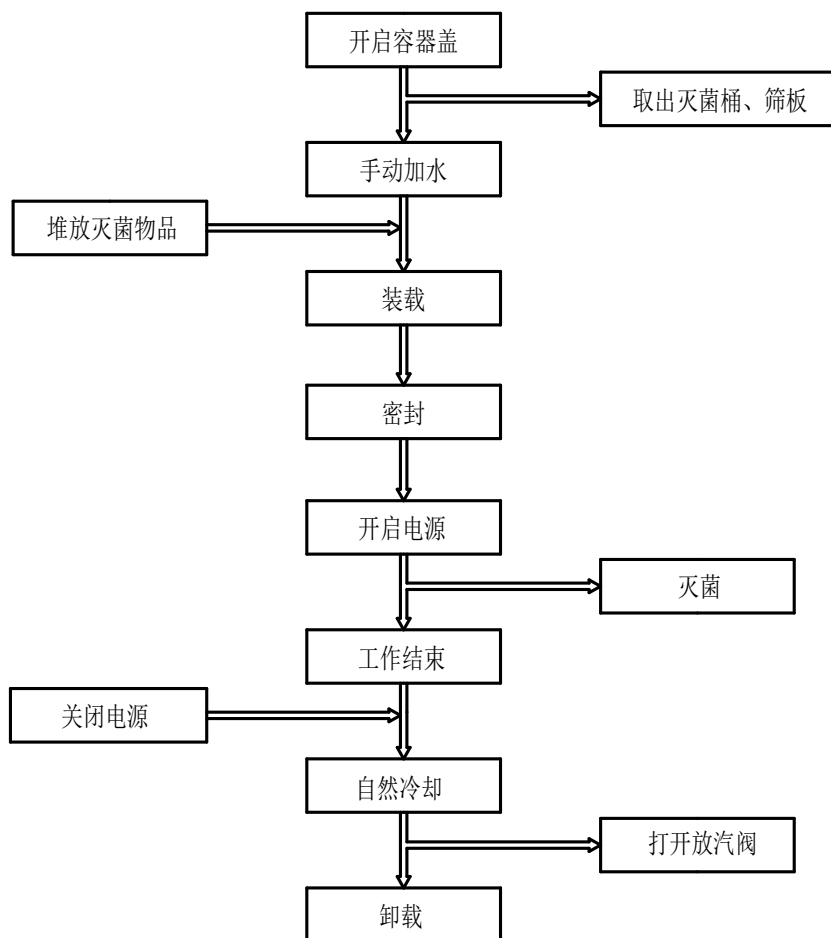 开启容器盖
取出灭菌桶、筛板
手动加水
堆放灭菌物品
装载
密封
开启电源
灭菌
工作结束
关闭电源
自然冷却
打开放汽阀
卸载